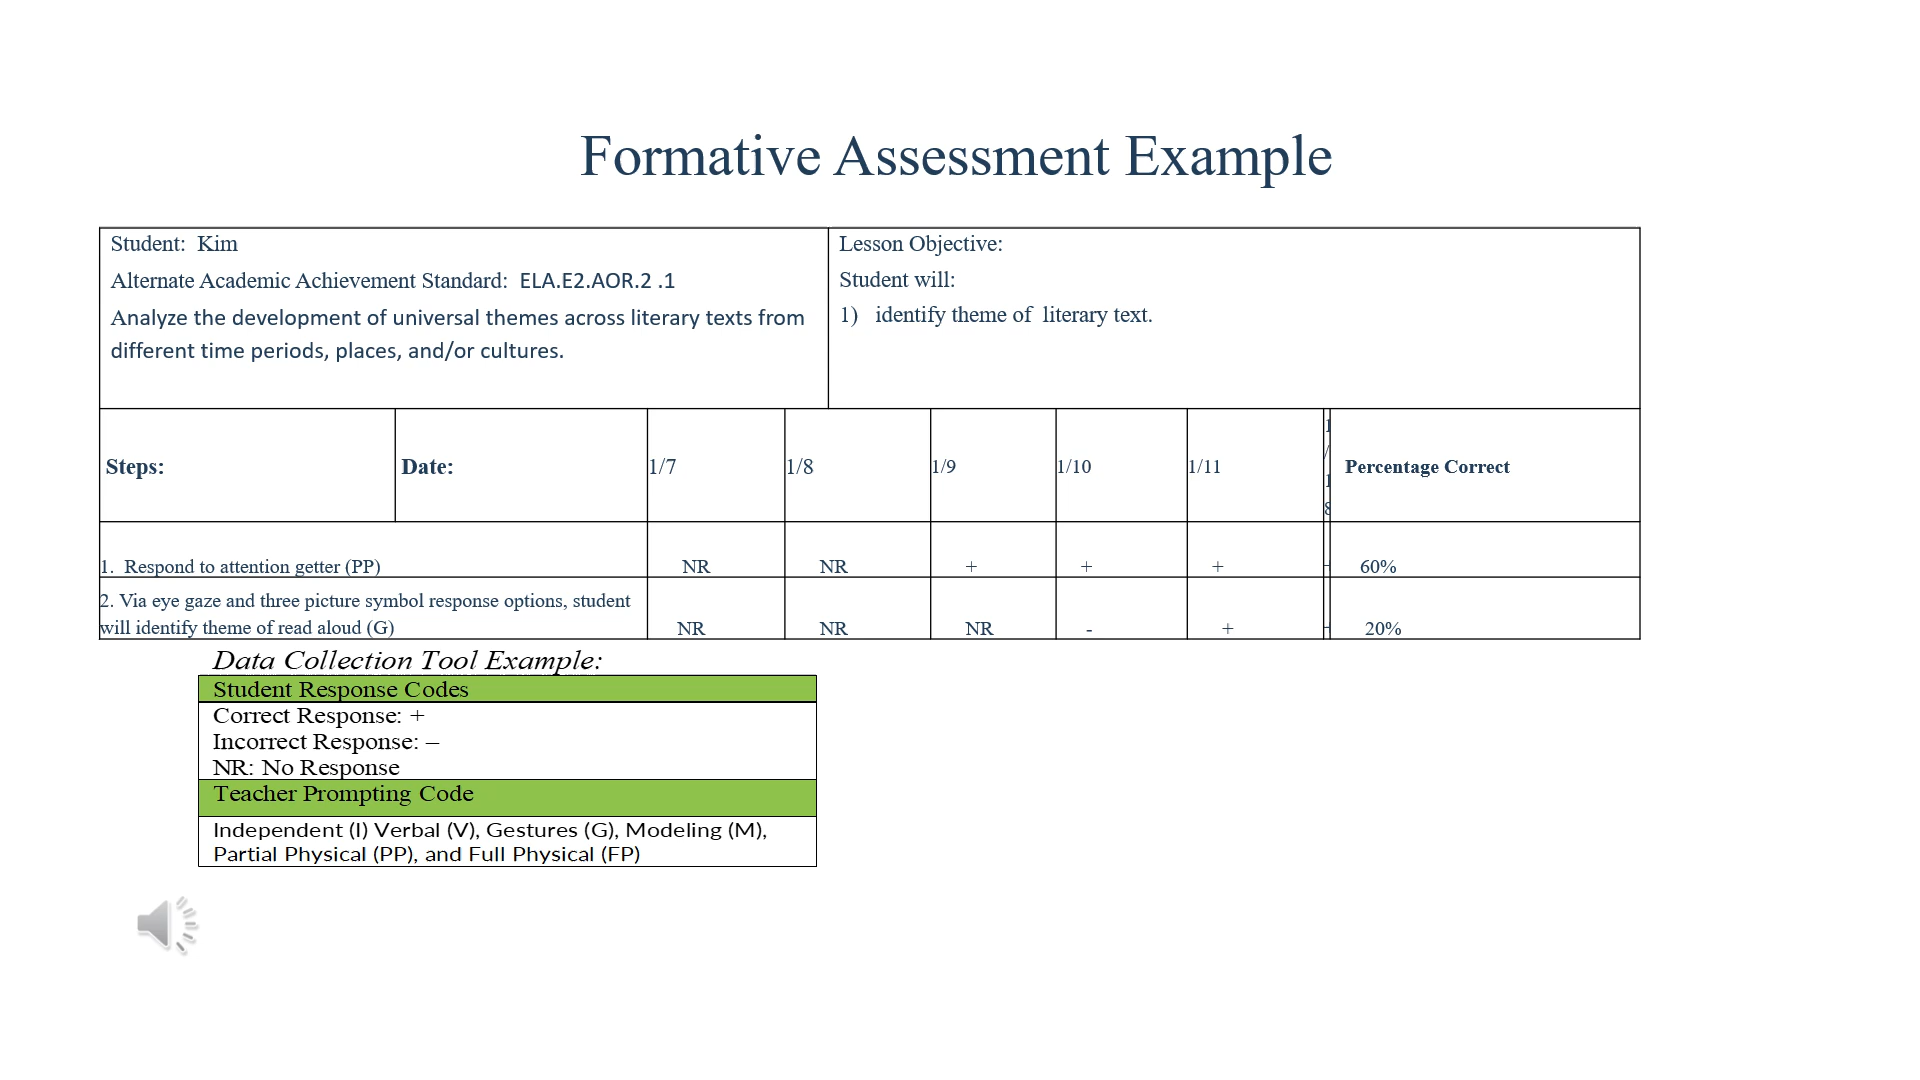 Formative Assessment Example
Student: Kim
Alternate Academic Achievement Standard: ELA.E2.AOR.2 .1
Analyze the development of universal themes across literary texts from
different time periods, places, and/or cultures.
Lesson Objective:
Student will:
1) identify theme of literary text.
Steps: Date: 1/7 1/8 1/9 1/10 1/11 Percentage Correct
1. Respond to attention getter (PP) NR NR + + + 60%
2. Via eye gaze and three picture symbol response options, student
will identify theme of read aloud (G) NR NR NR - + 20%
Data Collection Tool Example:
Student Response Codes
Correct Response: +
Incorrect Response: –
NR: No Response
Teacher Prompting Code
Independent (I) Verbal (V), Gestures (G), Modeling (M),
Partial Physical (PP), and Full Physical (FP)